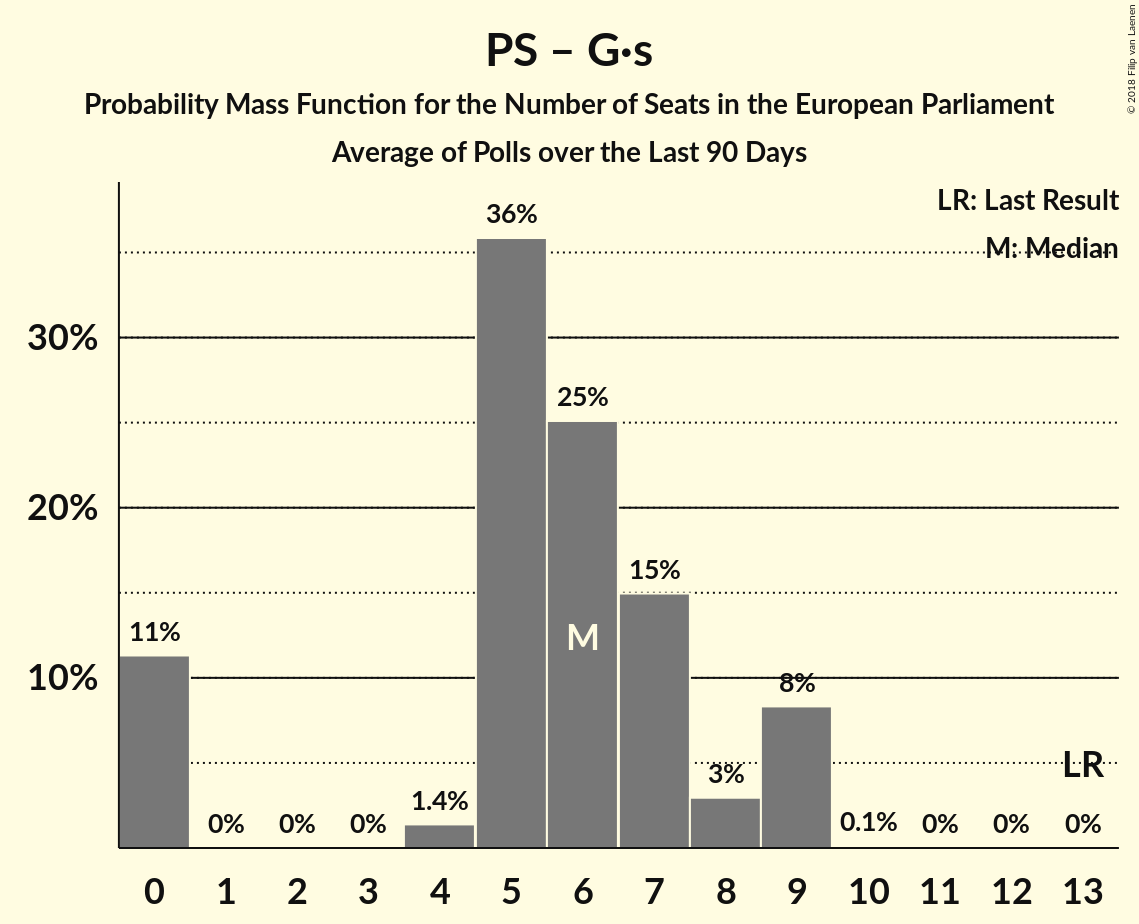 PS – G·s
Probability Mass Function for the Number of Seats in the European Parliament
Average of Polls over the Last 90 Days
© 2018 Filip van Laenen
LR: Last Result
M: Median
36%
30%
25%
20%
15%
M
11%
10%
8%
LR
3%
1.4%
0% 0% 0% 0.1% 0% 0% 0%
0 1 2 3 4 5 6 7 8 9 10 11 12 13